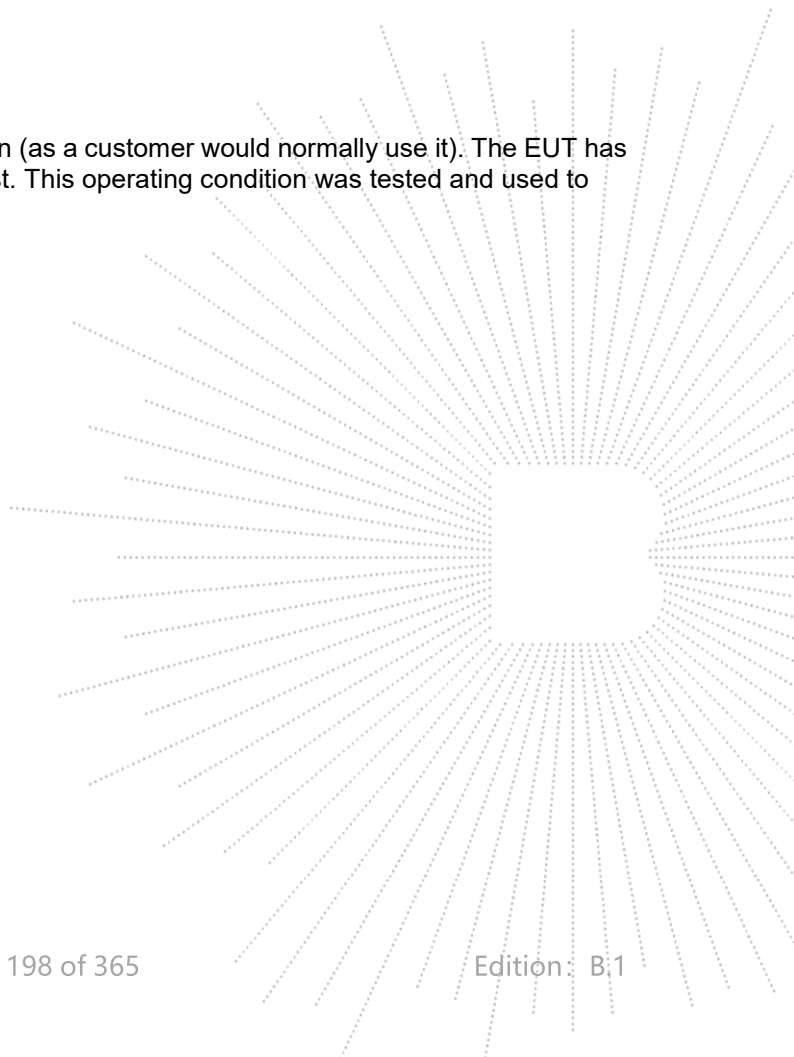 n (as a customer would normally use it). The EUT has
t. This operating condition was tested and used to
198 of 365 Edition： B.1